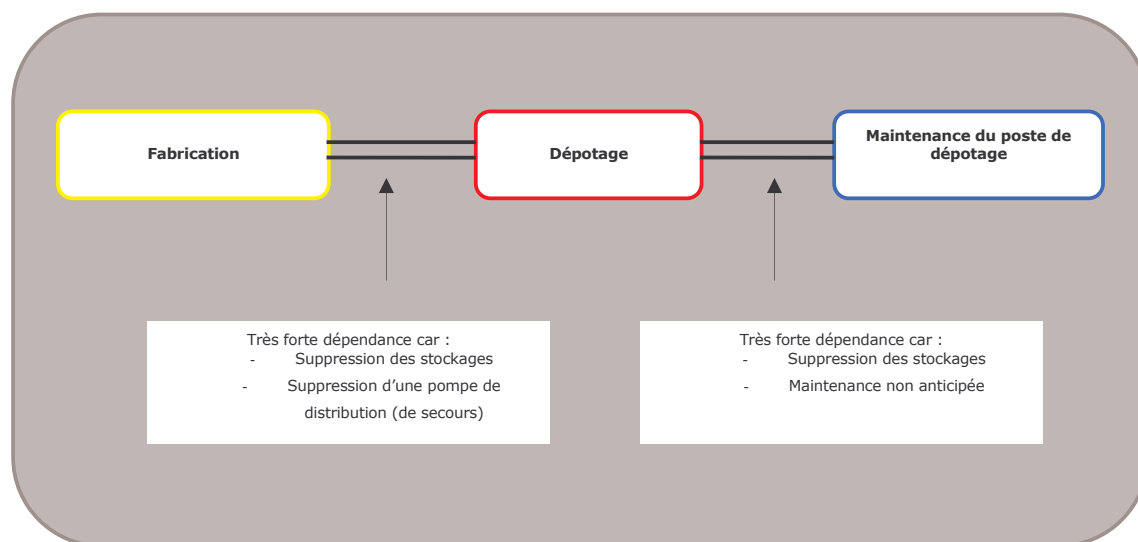 Fabrication
Dépotage
Maintenance du poste de
dépotage
Très forte dépendance car :
- Suppression des stockages
- Suppression d’une pompe de
distribution (de secours)
Très forte dépendance car :
- Suppression des stockages
- Maintenance non anticipée